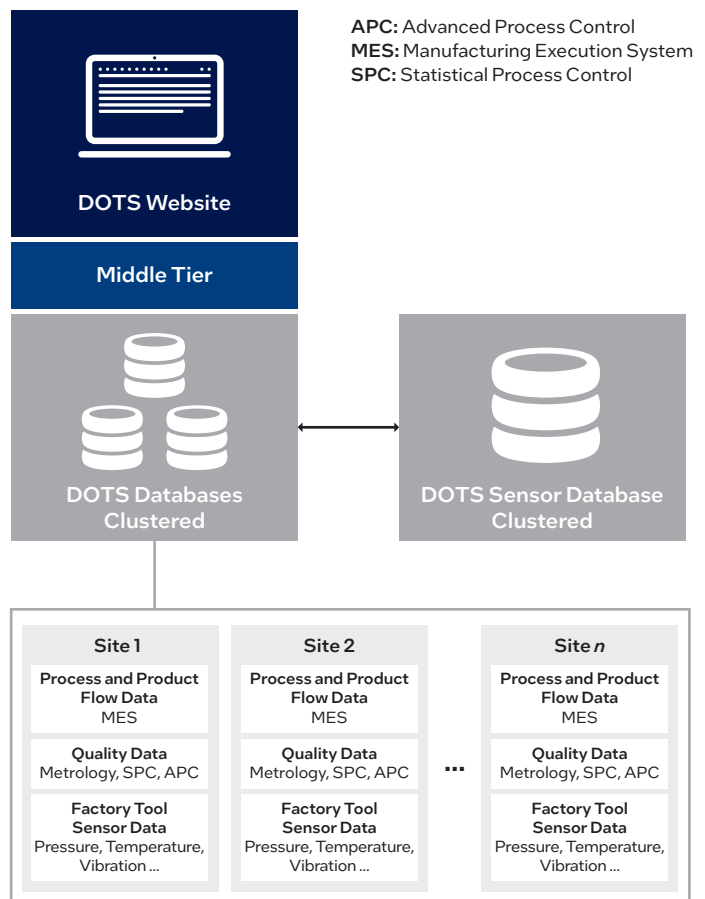 APC: Advanced Process Control
MES: Manufacturing Execution System
SPC: Statistical Process Control
DOTS Website
Middle Tier
DOTS Databases
Clustered
DOTS Sensor Database
Clustered
Site 1
Process and Product
Flow Data
MES
Quality Data
Metrology, SPC, APC
Factory Tool
Sensor Data
Pressure, Temperature,
Vibration ...
Site 2
Process and Product
Flow Data
MES
Quality Data
Metrology, SPC, APC
Factory Tool
Sensor Data
Pressure, Temperature,
Vibration ...
...
Site n
Process and Product
Flow Data
MES
Quality Data
Metrology, SPC, APC
Factory Tool
Sensor Data
Pressure, Temperature,
Vibration ...